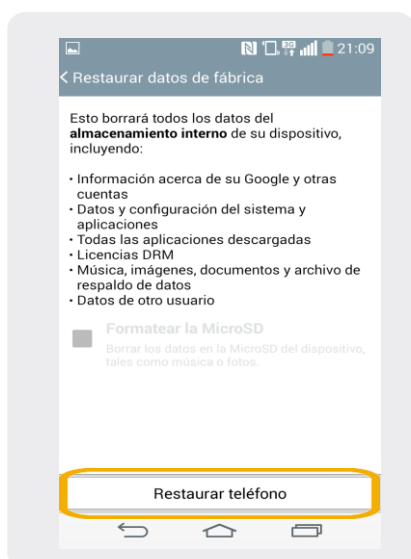 3G 21:09
< Restaurar datos de fábrica
Esto borrará todos los datos del
almacenamiento interno de su dispositivo,
incluyendo:
• Información acerca de su Google y otras
cuentas
• Datos y configuración del sistema y
aplicaciones
• Todas las aplicaciones descargadas
• Licencias DRM
• Música, imágenes, documentos y archivo de
respaldo de datos
• Datos de otro usuario
Formatear la MicroSD
Borrar los datos en la MicroSD del dispositivo,
tales como música o fotos.
Restaurar teléfono